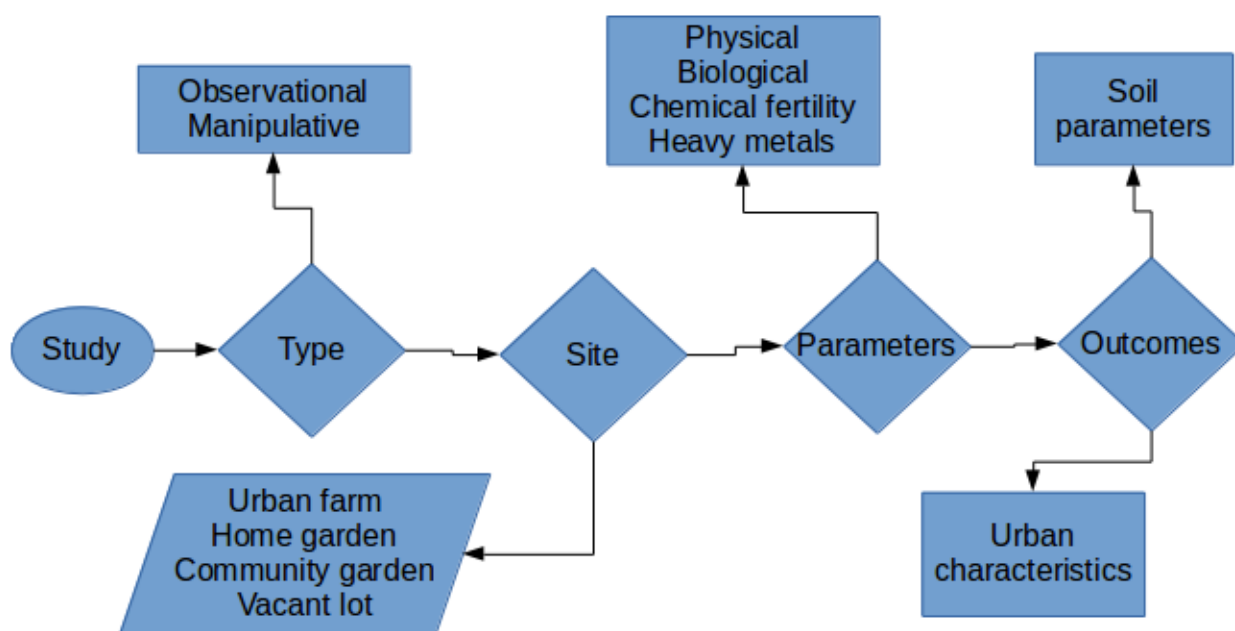 Observational
Manipulative
Physical
Biological
Chemical fertility
Heavy metals
Soil
parameters
Study
Type
Site
Parameters
Outcomes
Urban farm
Home garden
Community garden
Vacant lot
Urban
characteristics